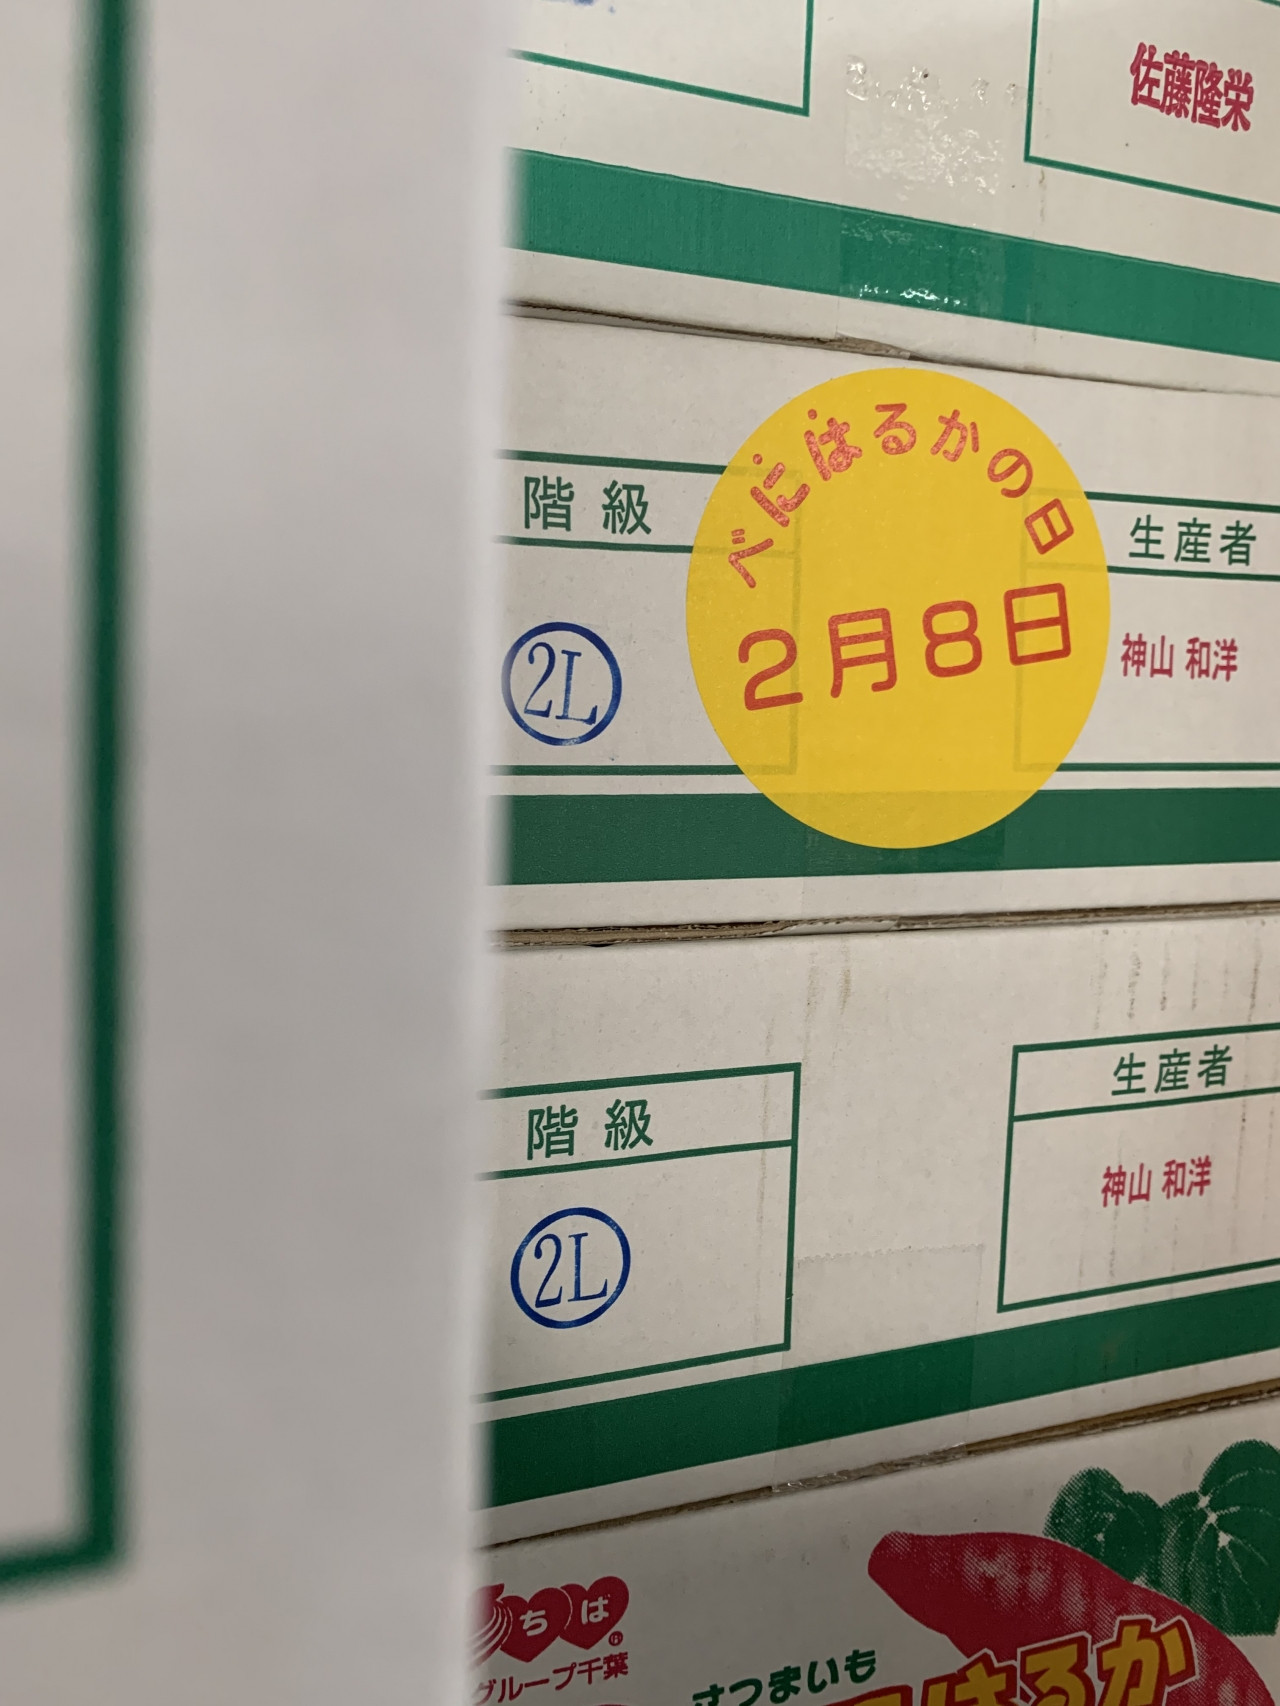 佐藤隆栄
べにはるかの日
2月8日
階級
2L
生産者
神山 和洋
階級
2L
生産者
神山 和洋
ちば
グループ千葉
さつまいも
はるか